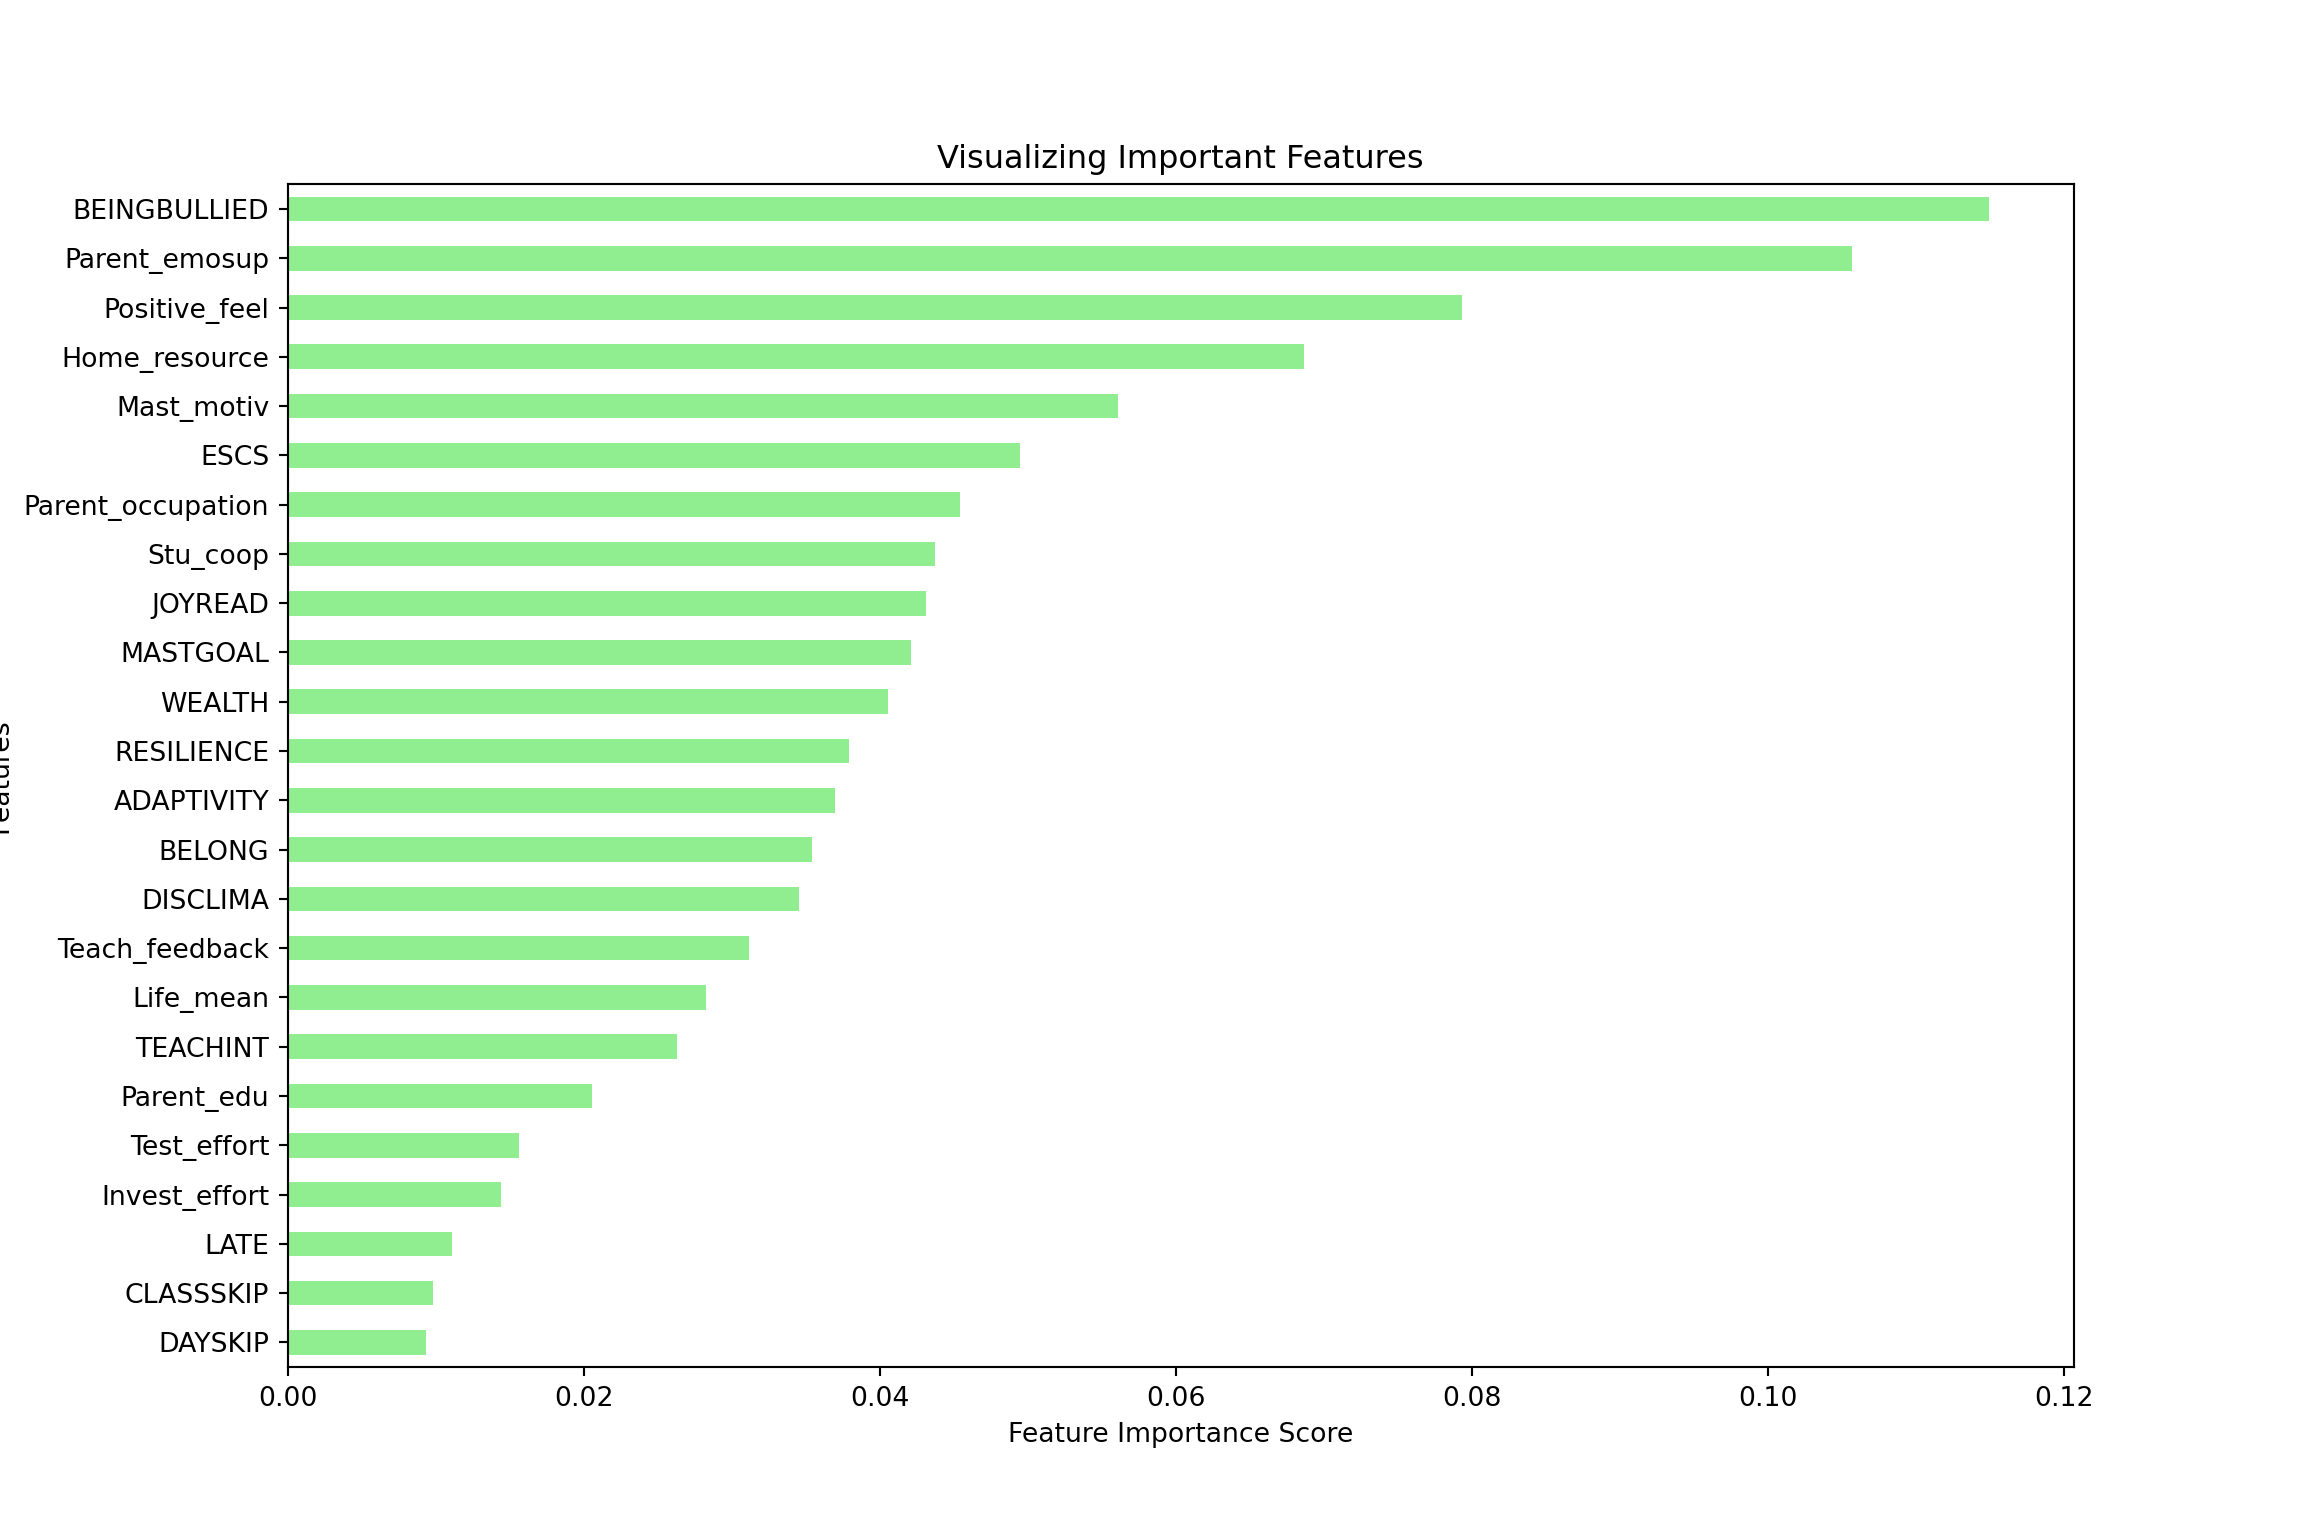 Visualizing Important Features
BEINGBULLIED
Parent_emosup
Positive_feel
Home_resource
Mast_motiv
ESCS
Parent_occupation
Stu_coop
JOYREAD
MASTGOAL
WEALTH
RESILIENCE
ADAPTIVITY
BELONG
DISCLIMA
Teach_feedback
Life_mean
TEACHINT
Parent_edu
Test_effort
Invest_effort
LATE
CLASSSKIP
DAYSKIP
Features
0.00 0.02 0.04 0.06 0.08 0.10 0.12
Feature Importance Score